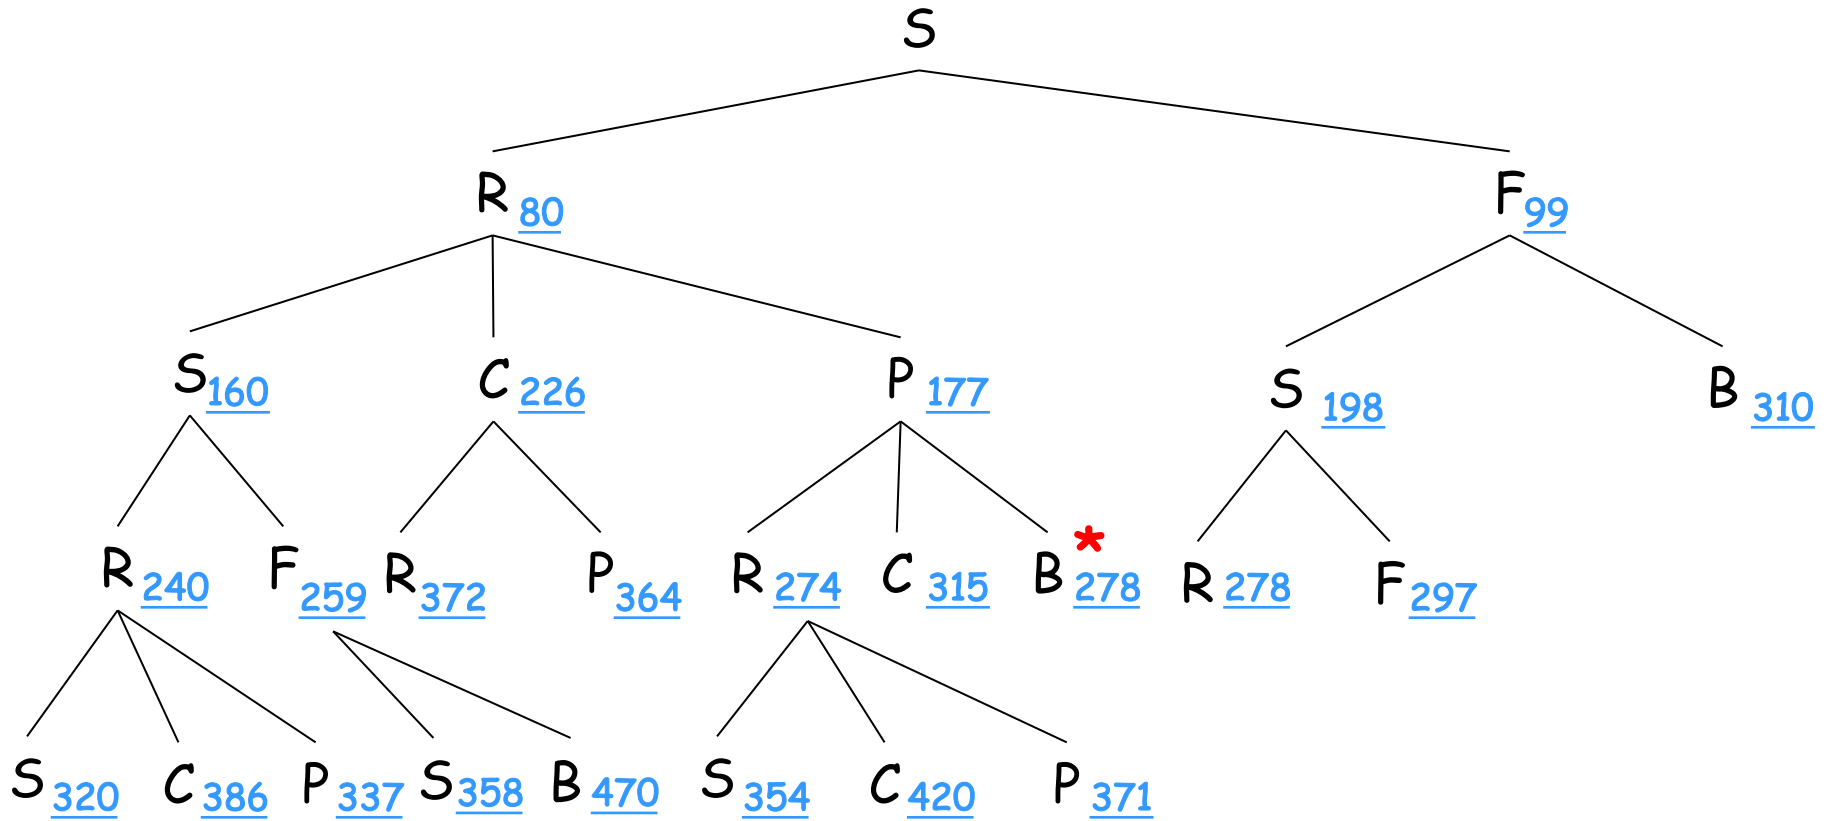 S
R 80 F 99
S 160 C 226 P 177 S 198 B 310
R 240 F 259 R 372 P 364 R 274 C 315 B 278 * R 278 F 297
S 320 C 386 P 337 S 358 B 470 S 354 C 420 P 371